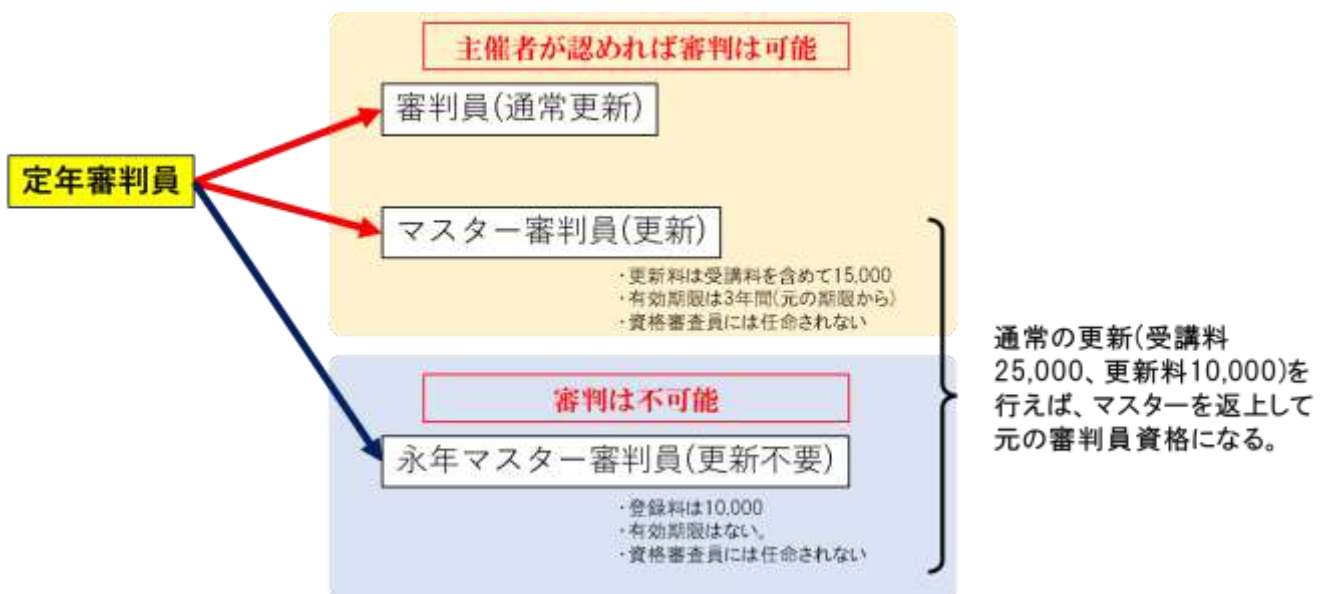 主催者が認めれば審判は可能
審判員(通常更新)
定年審判員
マスター審判員(更新)
・更新料は受講料を含めて15,000
・有効期限は3年間(元の期限から)
・資格審査員には任命されない
審判は不可能
永年マスター審判員(更新不要)
・登録料は10,000
・有効期限はない。
・資格審査員には任命されない
通常の更新(受講料
25,000、更新料10,000)を
行えば、マスターを返上して
元の審判員資格になる。